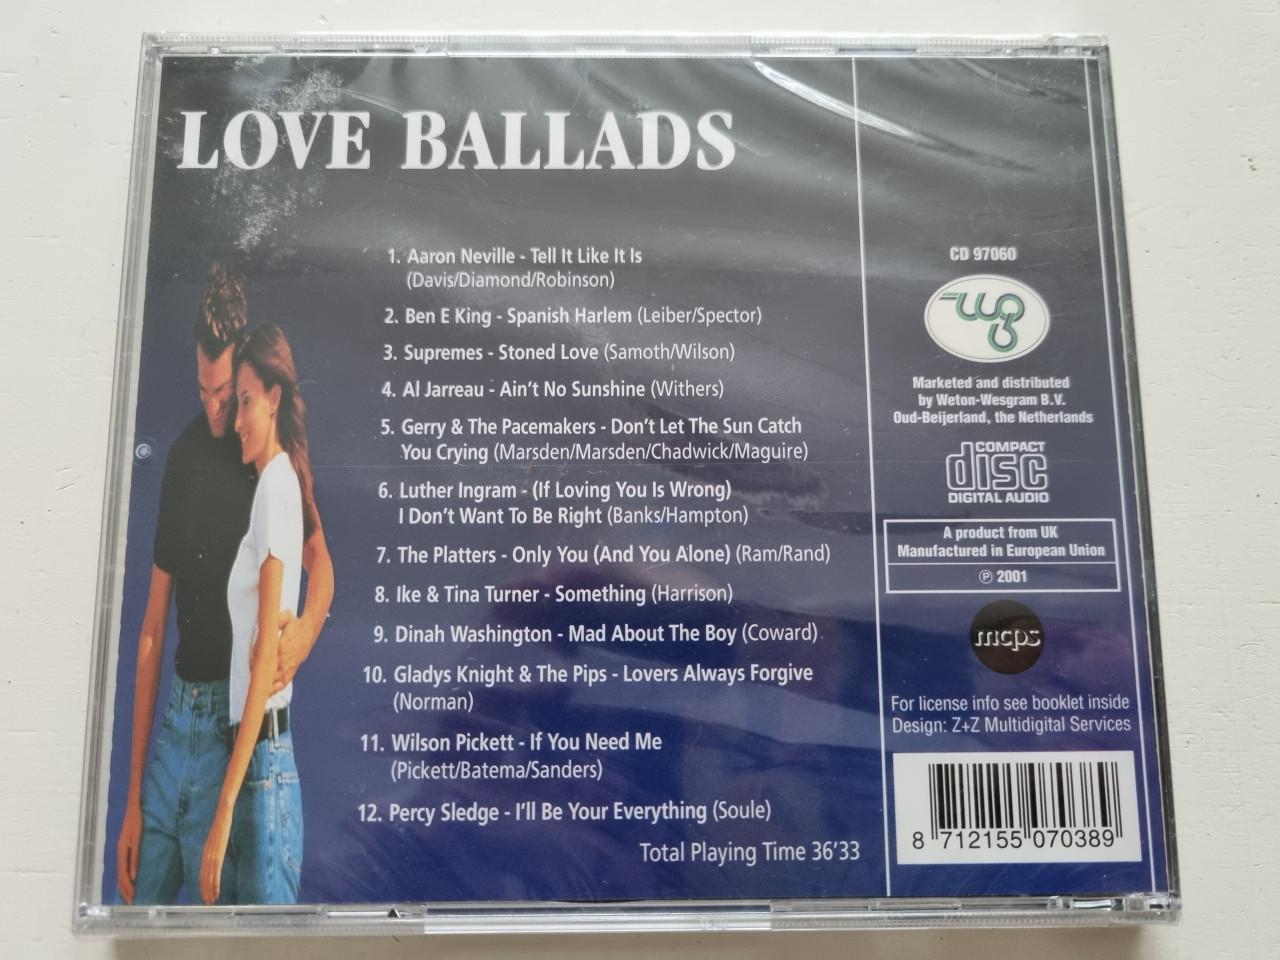 LOVE BALLADS
1. Aaron Neville - Tell It Like It Is
(Davis/Diamond/Robinson)
2. Ben E King - Spanish Harlem (Leiber/Spector)
3. Supremes - Stoned Love (Samoth/Wilson)
4. Al Jarreau - Ain't No Sunshine (Withers)
5. Gerry & The Pacemakers - Don't Let The Sun Catch
You Crying (Marsden/Marsden/Chadwick/Maguire)
6. Luther Ingram - (If Loving You Is Wrong)
I Don't Want To Be Right (Banks/Hampton)
7. The Platters - Only You (And You Alone) (Ram/Rand)
8. Ike & Tina Turner - Something (Harrison)
9. Dinah Washington - Mad About The Boy (Coward)
10. Gladys Knight & The Pips - Lovers Always Forgive
(Norman)
11. Wilson Pickett - If You Need Me
(Pickett/Batema/Sanders)
12. Percy Sledge - I'll Be Your Everything (Soule)
Total Playing Time 36'33
CD 97060
Marketed and distributed
by Weton-Wesgram B.V.
Oud-Beijerland, the Netherlands
COMPACT
disc
DIGITAL AUDIO
A product from UK
Manufactured in European Union
℗ 2001
mcps
For license info see booklet inside
Design: Z+Z Multidigital Services
8 712155 070389